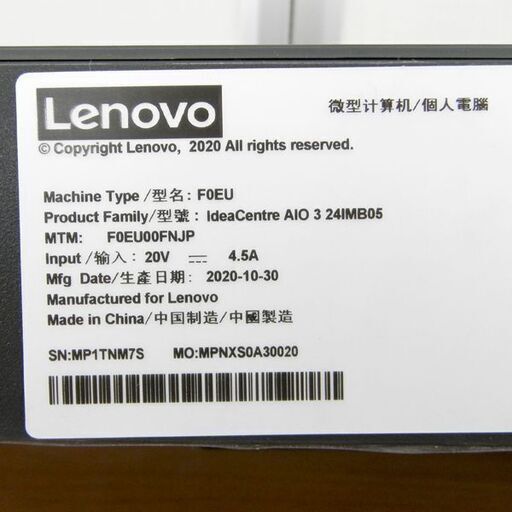 Lenovo
微型计算机/個人電腦
© Copyright Lenovo, 2020 All rights reserved.
Machine Type /型名: F0EU
Product Family/型號: IdeaCentre AIO 3 24IMB05
MTM: F0EU00FNJP
Input /输入: 20V ⎓ 4.5A
Mfg Date/生產日期: 2020-10-30
Manufactured for Lenovo
Made in China/中国制造/中國製造
SN:MP1TNM7S MO:MPNXS0A30020